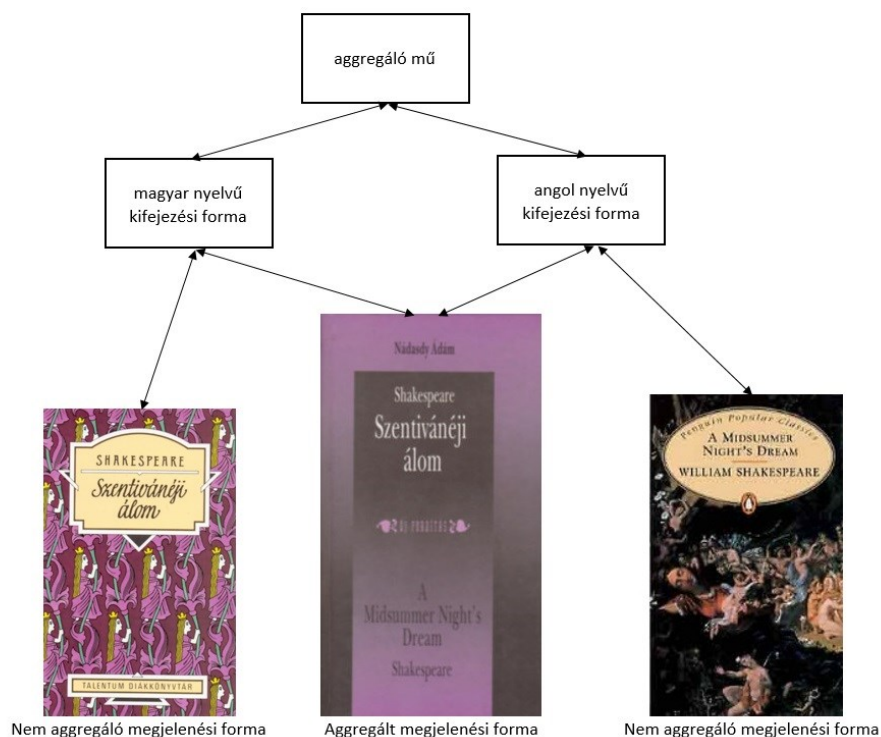 aggregáló mű
magyar nyelvű
kifejezési forma
angol nyelvű
kifejezési forma
SHAKESPEARE
Szentivánéji
álom
TALENTUM DIÁKKÖNYVTÁR
Nem aggregáló megjelenési forma
Nádasdy Ádám
Shakespeare
Szentivánéji
álom
ÚJ FORDÍTÁS
A
Midsummer Night's
Dream
Shakespeare
Aggregált megjelenési forma
Penguin Popular Classics
A MIDSUMMER
NIGHT'S DREAM
WILLIAM SHAKESPEARE
Nem aggregáló megjelenési forma